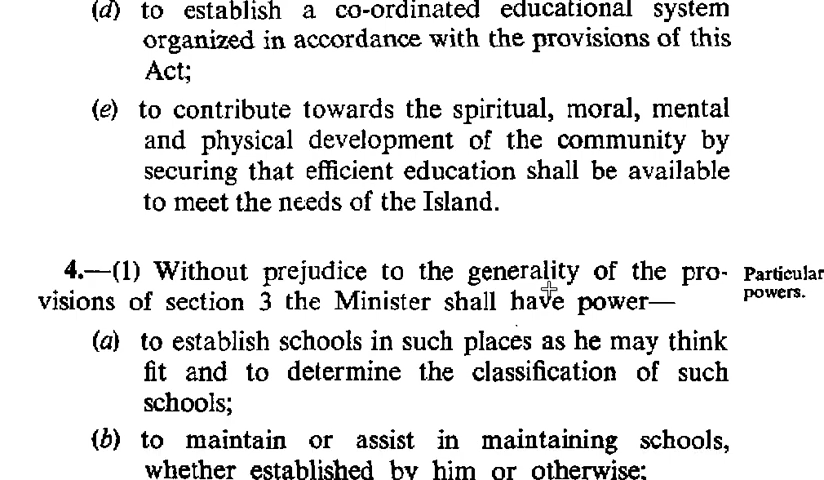 (d) to establish a co-ordinated educational system
organized in accordance with the provisions of this
Act;
(e) to contribute towards the spiritual, moral, mental
and physical development of the community by
securing that efficient education shall be available
to meet the needs of the Island.
4.—(1) Without prejudice to the generality of the pro-
visions of section 3 the Minister shall have power—
Particular
powers.
(a) to establish schools in such places as he may think
fit and to determine the classification of such
schools;
(b) to maintain or assist in maintaining schools,
whether established by him or otherwise;